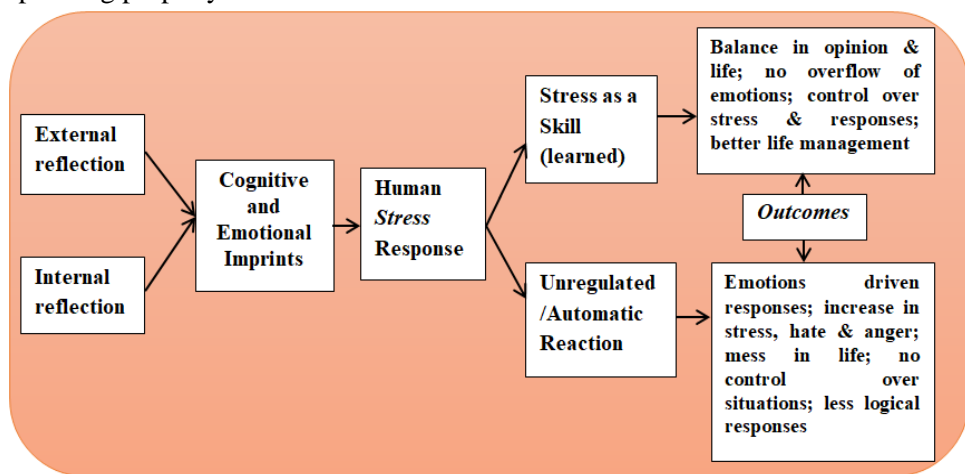 External
reflection
Internal
reflection
Cognitive
and
Emotional
Imprints
Human
Stress
Response
Stress as a
Skill
(learned)
Unregulated
/Automatic
Reaction
Balance in opinion &
life; no overflow of
emotions; control over
stress & responses;
better life management
Outcomes
Emotions driven
responses; increase in
stress, hate & anger;
mess in life; no
control over
situations; less logical
responses